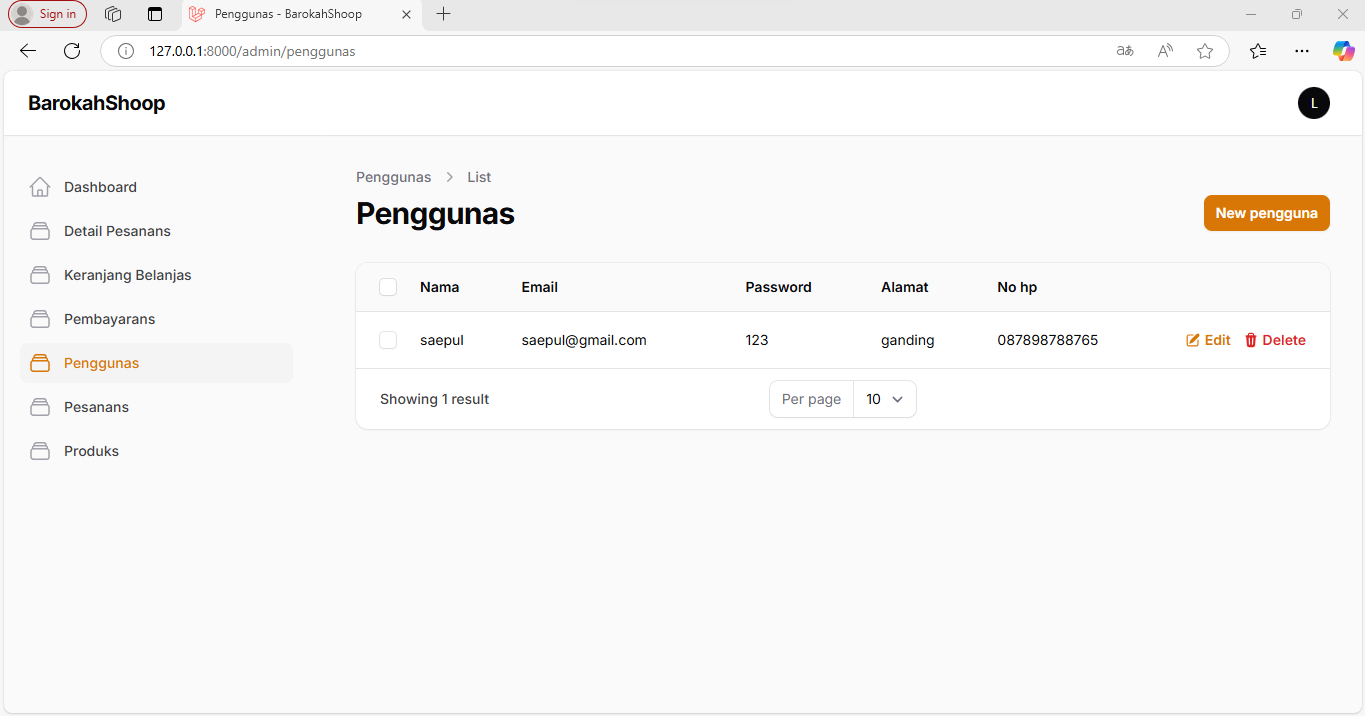 Sign in
Penggunas - BarokahShoop
127.0.0.1:8000/admin/penggunas
BarokahShoop
L
Dashboard
Detail Pesanans
Keranjang Belanjas
Pembayarans
Penggunas
Pesanans
Produks
Penggunas > List
Penggunas
New pengguna
Nama Email Password Alamat No hp
saepul saepul@gmail.com 123 ganding 087898788765 Edit Delete
Showing 1 result
Per page 10